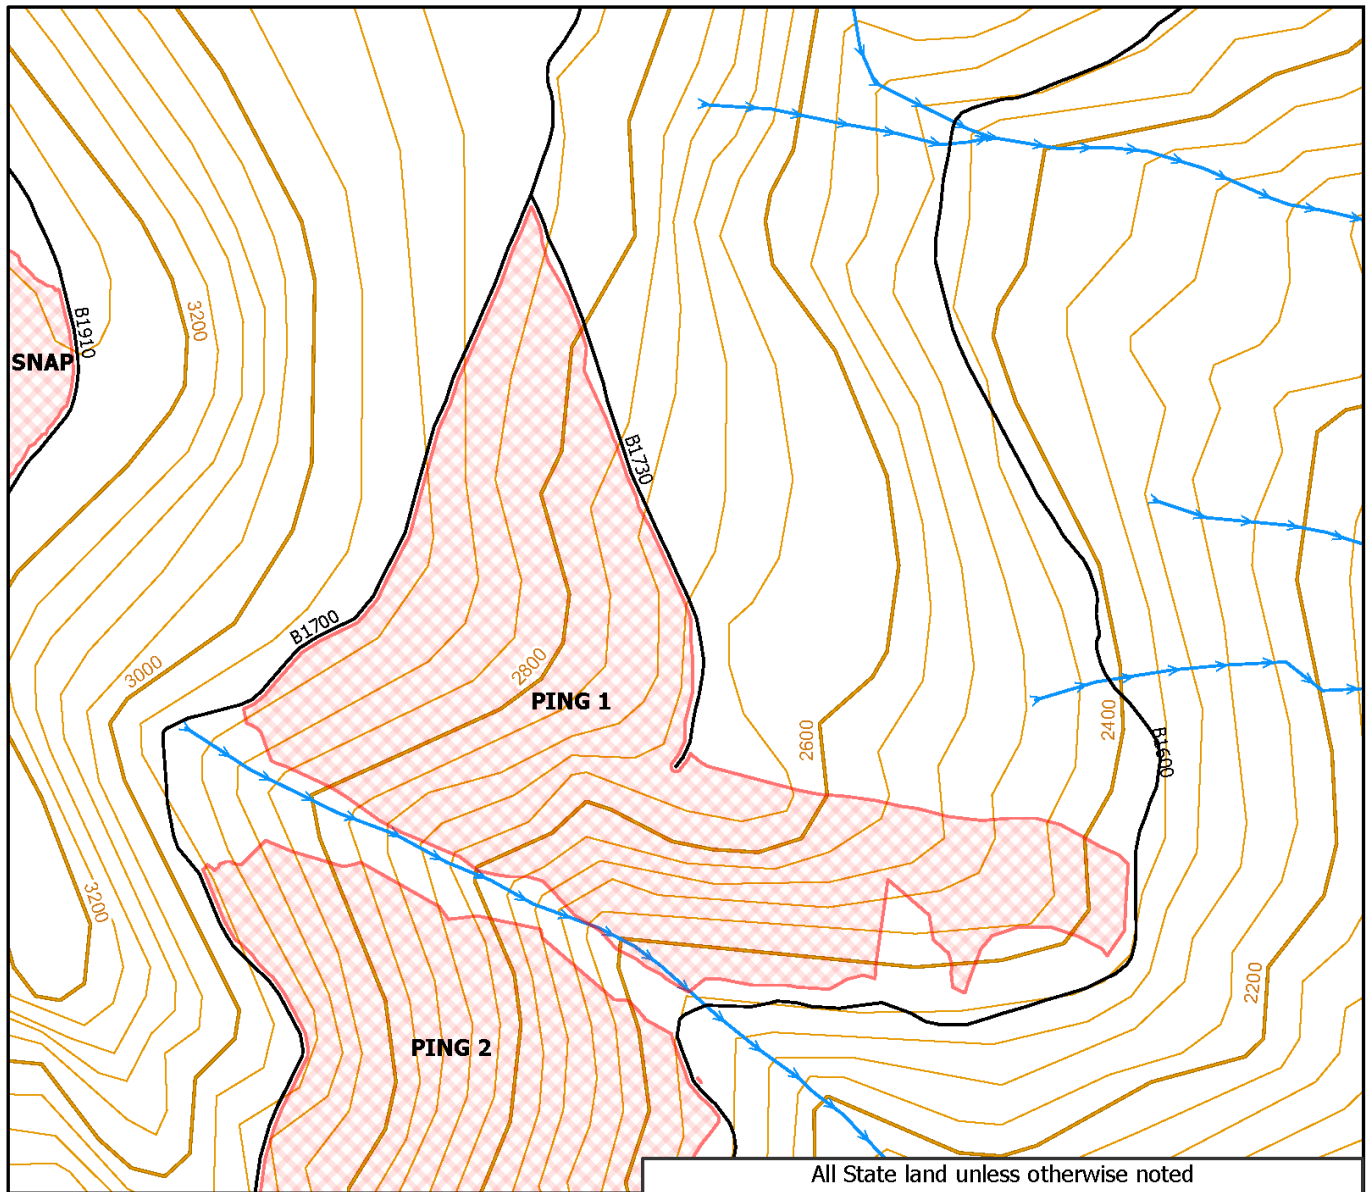 3200
B1910
SNAP
B1730
B1700
3000
2800
PING 1
2600
2400
B1600
3200
2200
PING 2
All State land unless otherwise noted